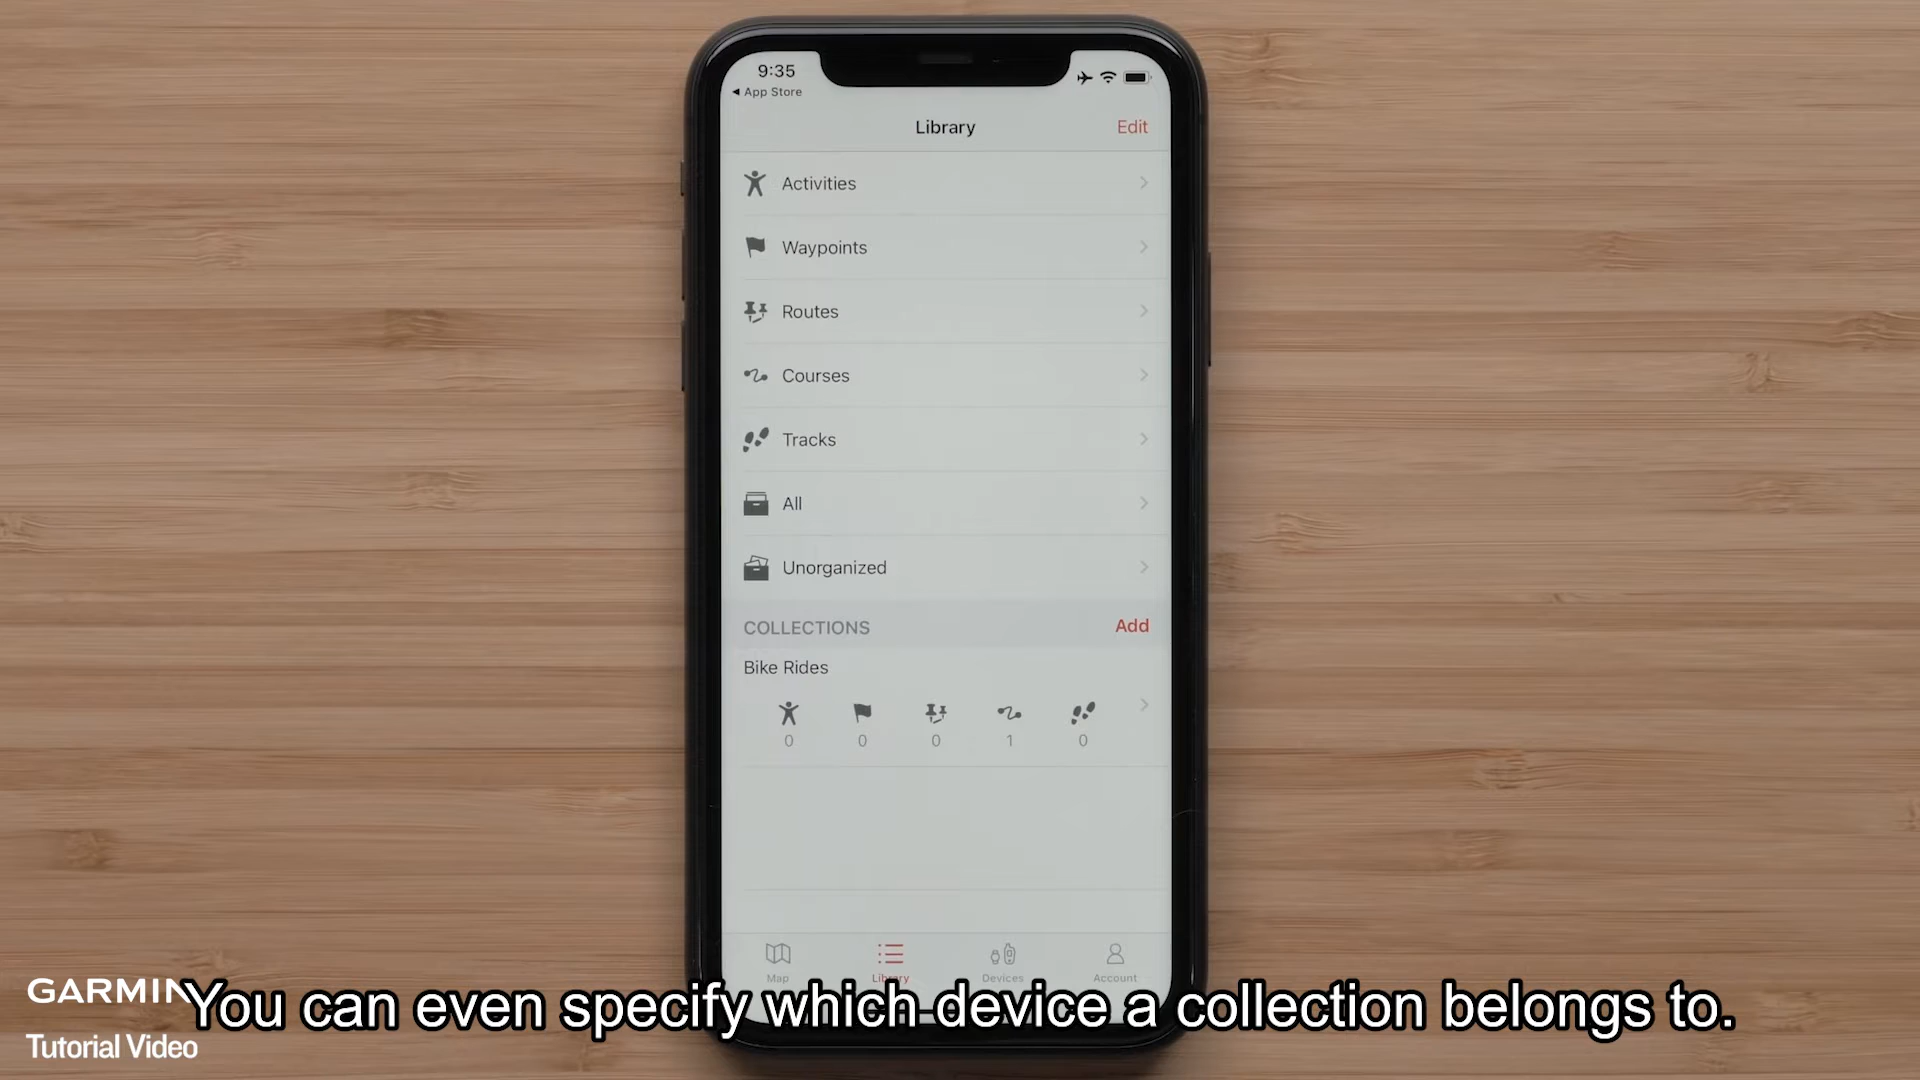 9:35
App Store
Library
Edit
Activities
Waypoints
Routes
Courses
Tracks
All
Unorganized
COLLECTIONS
Add
Bike Rides
0 0 0 1 0
Map
Library
Devices
Account
GARMIN
You can even specify which device a collection belongs to.
Tutorial Video